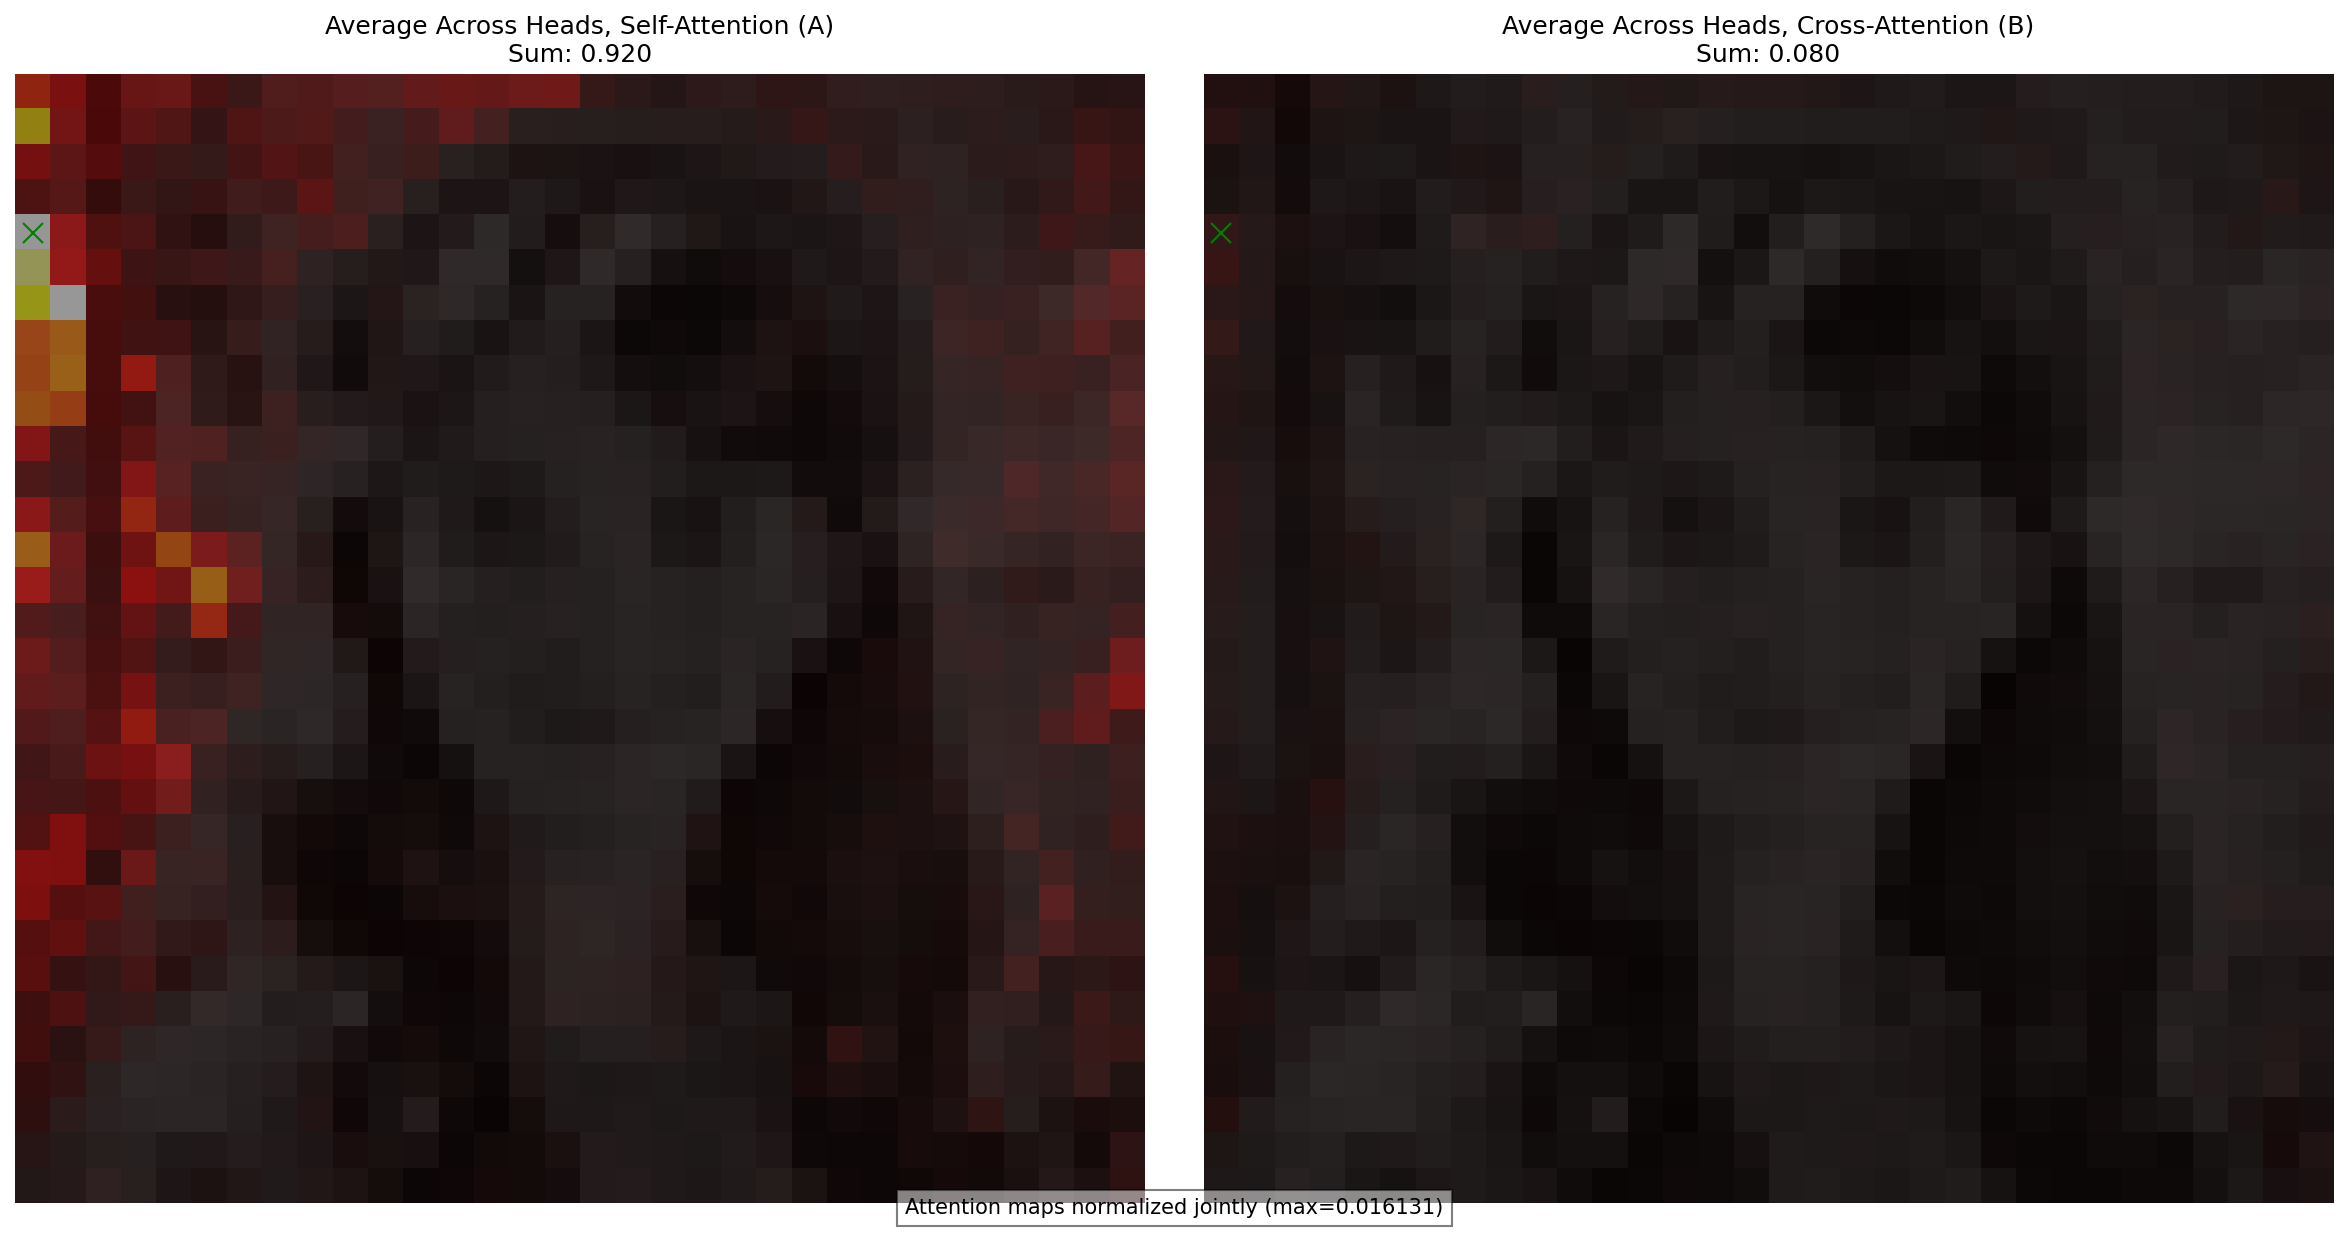 Average Across Heads, Self-Attention (A)
Sum: 0.920
Average Across Heads, Cross-Attention (B)
Sum: 0.080
Attention maps normalized jointly (max=0.016131)